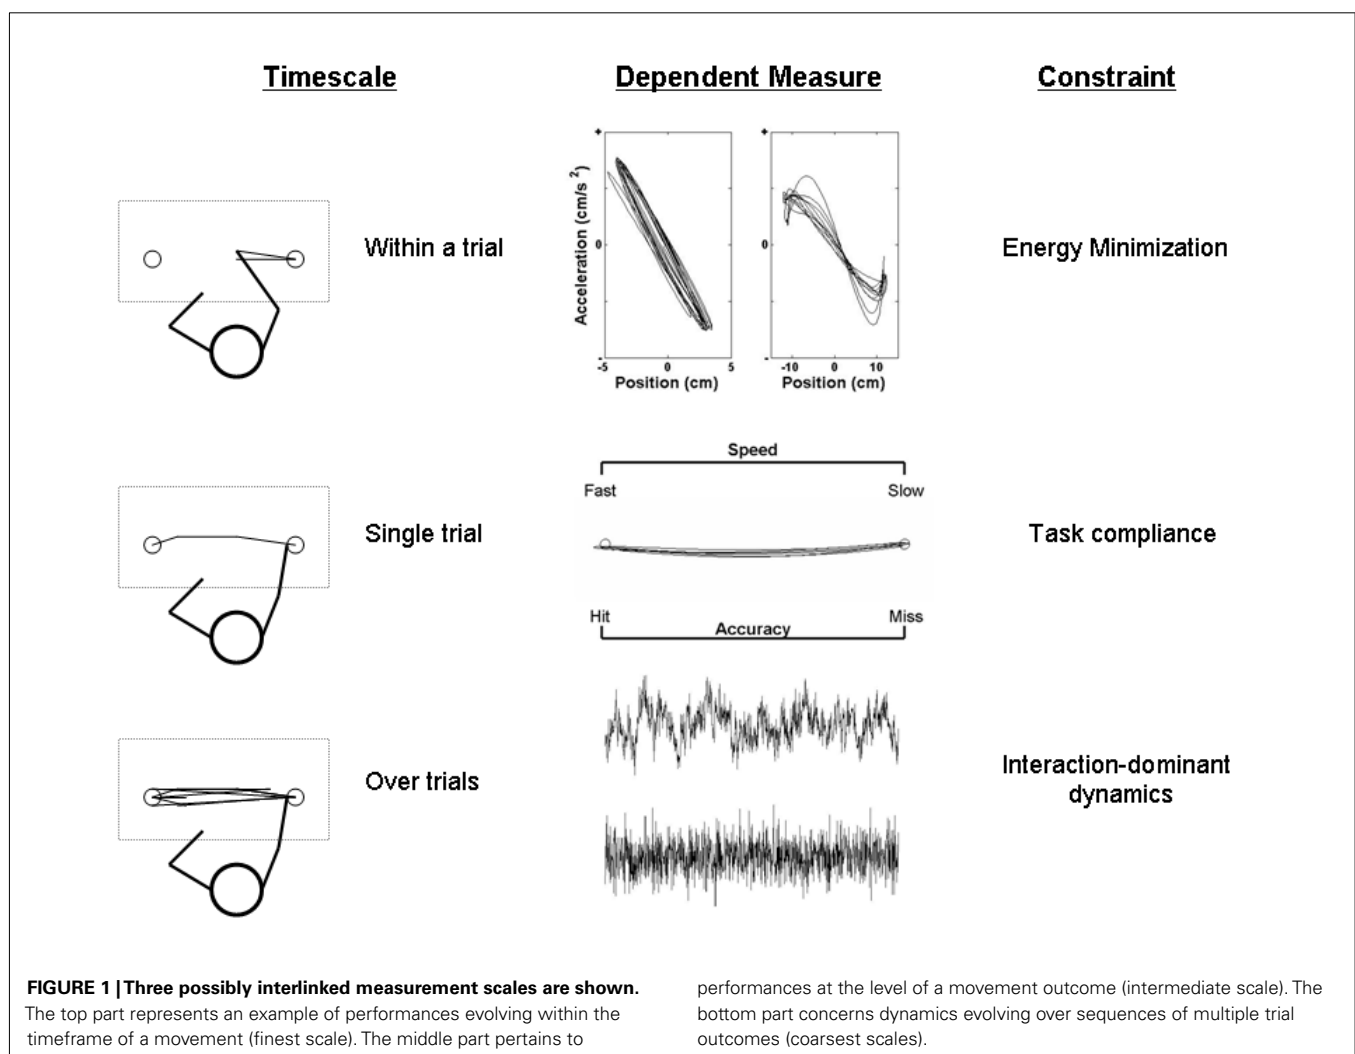 Timescale
Dependent Measure
Constraint
Within a trial
+
Acceleration (cm/s²)
0
-
-5
0
5
Position (cm)
+
0
-
-10
0
10
Position (cm)
Energy Minimization
Single trial
Speed
Fast
Slow
Hit
Miss
Accuracy
Task compliance
Over trials
Interaction-dominant
dynamics
FIGURE 1 | Three possibly interlinked measurement scales are shown.
The top part represents an example of performances evolving within the
timeframe of a movement (finest scale). The middle part pertains to
performances at the level of a movement outcome (intermediate scale). The
bottom part concerns dynamics evolving over sequences of multiple trial
outcomes (coarsest scales).